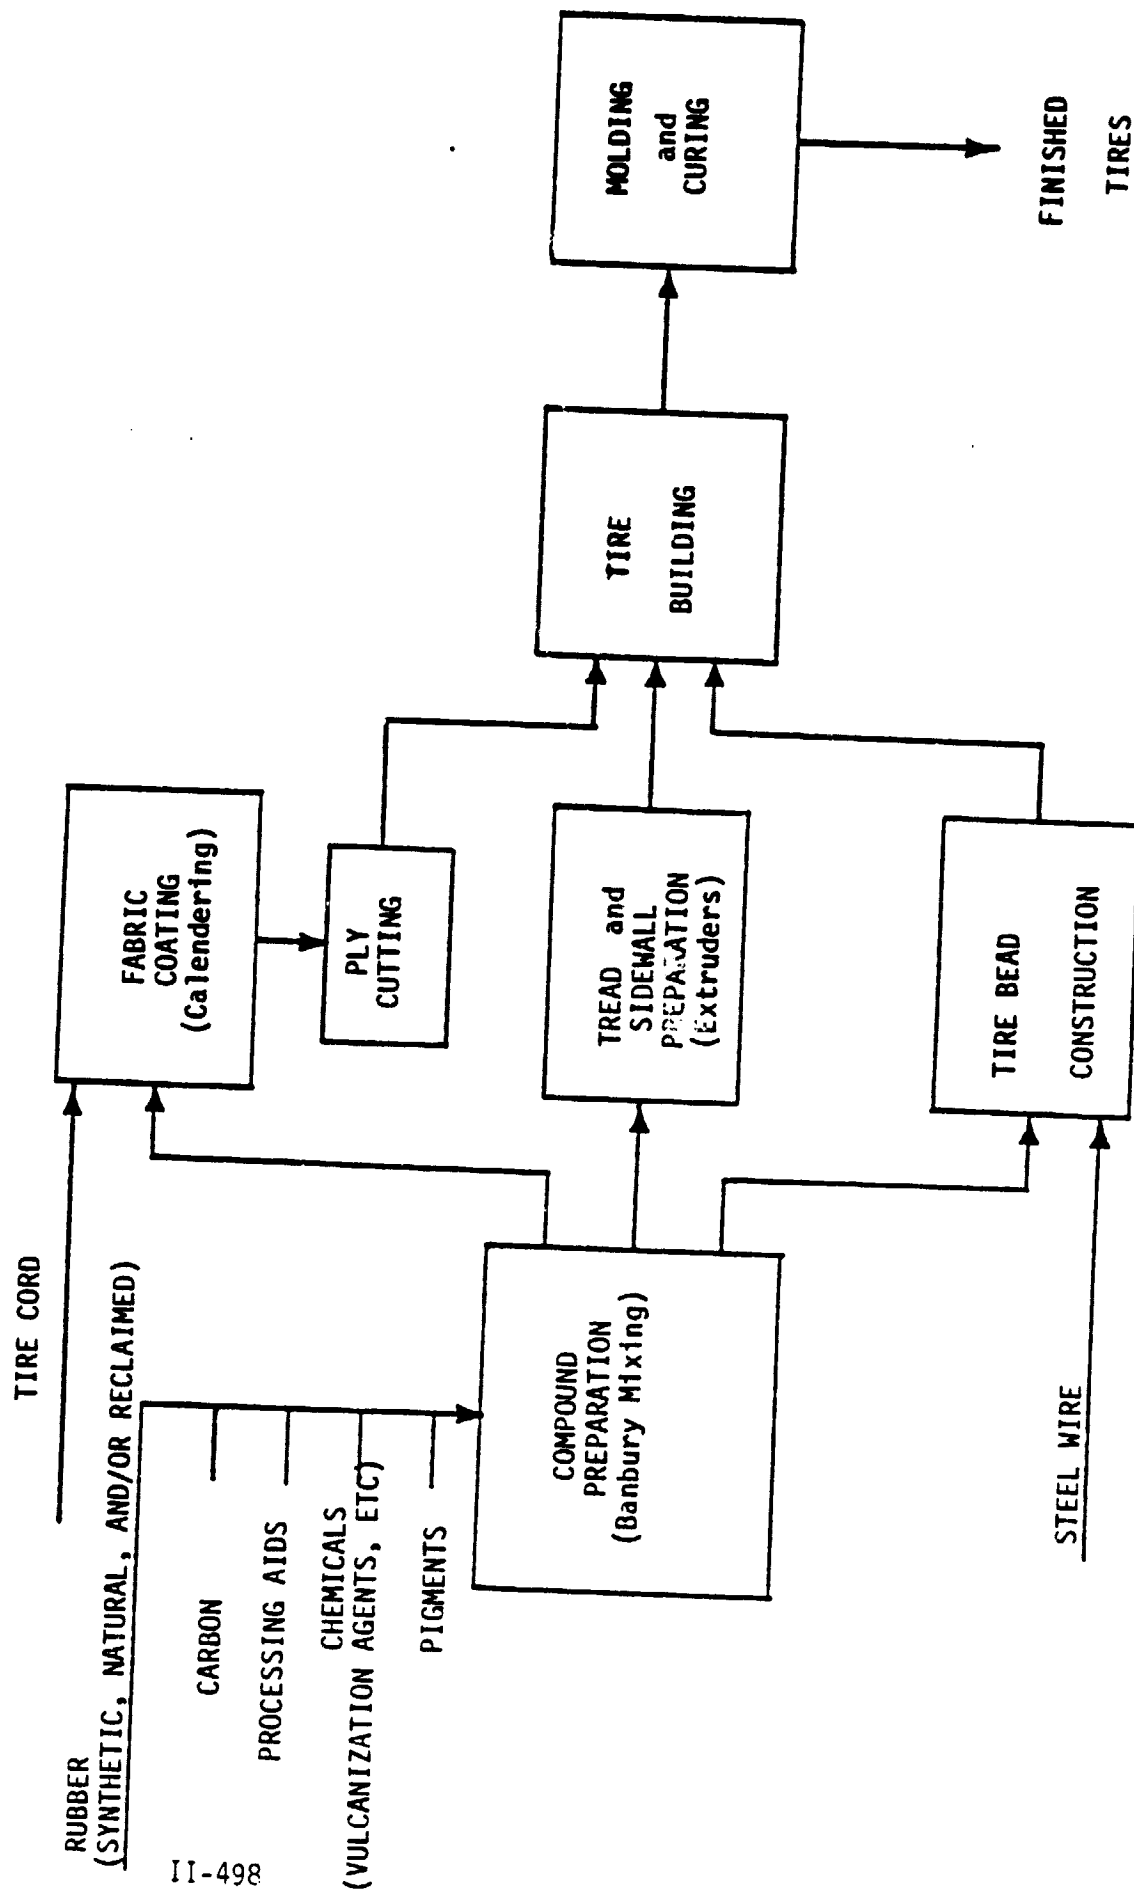 TIRE CORD
RUBBER
(SYNTHETIC, NATURAL, AND/OR RECLAIMED)
CARBON
PROCESSING AIDS
CHEMICALS
(VULCANIZATION AGENTS, ETC)
PIGMENTS
COMPOUND
PREPARATION
(Banbury Mixing)
STEEL WIRE
FABRIC
COATING
(Calendering)
PLY
CUTTING
TREAD and
SIDEWALL
PREPARATION
(Extruders)
TIRE BEAD
CONSTRUCTION
TIRE
BUILDING
MOLDING
and
CURING
FINISHED
TIRES
II-498